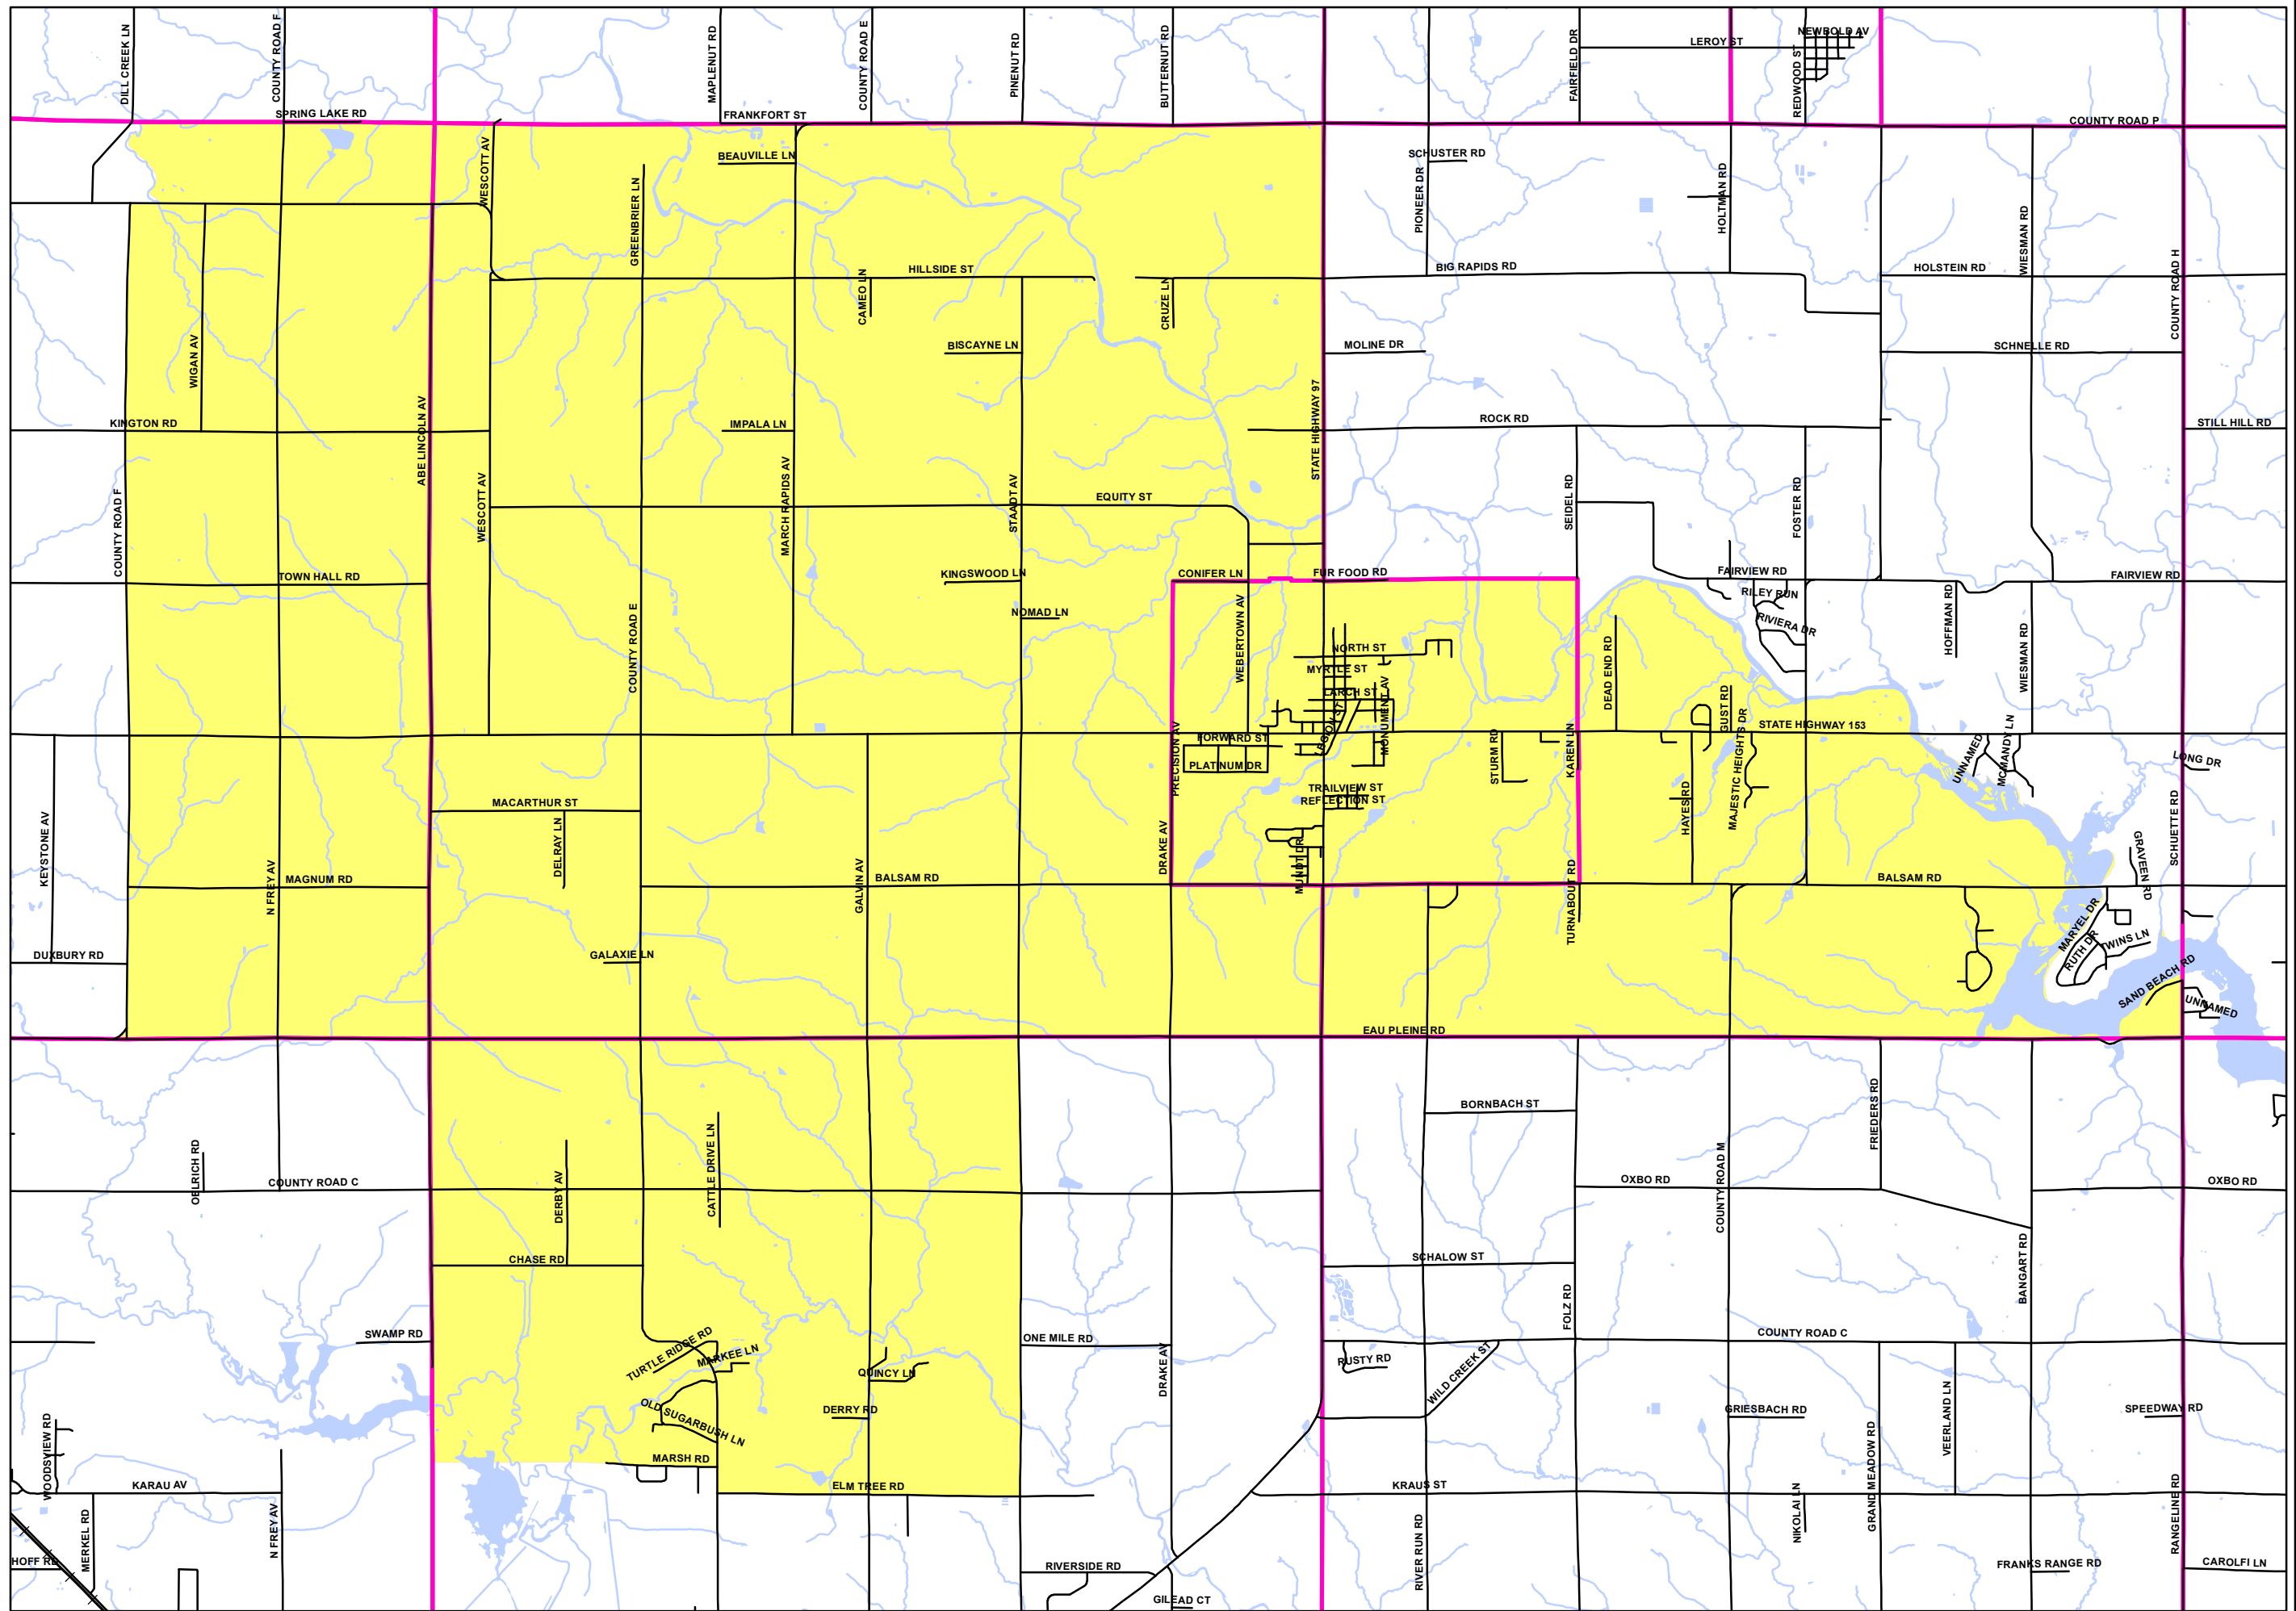 DILL CREEK LN
COUNTY ROAD F
MAPLENUT RD
COUNTY ROAD E
PINENUT RD
BUTTERNUT RD
FAIRFIELD DR
LEROY ST
REDWOOD ST
NEWBOLD AV
SPRING LAKE RD
FRANKFORT ST
COUNTY ROAD P
WESCOTT AV
BEAUVILLE LN
SCHUSTER RD
GREENBRIER LN
PIONEER DR
HOLTMAN RD
WIESMAN RD
COUNTY ROAD H
HILLSIDE ST
CAMEO LN
CRUZE LN
BIG RAPIDS RD
HOLSTEIN RD
WIGAN AV
BISCAYNE LN
MOLINE DR
SCHNELLE RD
KINGTON RD
ABE LINCOLN AV
IMPALA LN
STATE HIGHWAY 97
ROCK RD
STILL HILL RD
COUNTY ROAD F
WESCOTT AV
MARCH RAPIDS AV
STAADT AV
EQUITY ST
SEIDEL RD
FOSTER RD
TOWN HALL RD
KINGSWOOD LN
CONIFER LN
FUR FOOD RD
FAIRVIEW RD
FAIRVIEW RD
RILEY RUN
HOFFMAN RD
NOMAD LN
COUNTY ROAD E
WEBERTOWN AV
RIVIERA DR
NORTH ST
DEAD END RD
WIESMAN RD
MYRTLE ST
LARCH ST
MONUMENT AV
GUST RD
STATE HIGHWAY 153
PRECISION AV
FORWARD ST
STURM RD
KAREN LN
MAJESTIC HEIGHTS DR
UNNAMED
MCMANDY LN
PLATINUM DR
LONG DR
TRAILVIEW ST
REFLECTION ST
MACARTHUR ST
HAYES RD
KEYSTONE AV
DELRAY LN
DRAKE AV
SCHUETTE RD
GRAVEEN RD
MAGNUM RD
N FREY AV
GALVIN AV
BALSAM RD
MUNDT DR
TURNABOUT RD
BALSAM RD
MARYEL DR
RUTH DR
TWINS LN
DUXBURY RD
GALAXIE LN
SAND BEACH RD
UNNAMED
EAU PLEINE RD
BORNBACH ST
FRIEDERS RD
OELRICH RD
COUNTY ROAD C
DERBY AV
CATTLE DRIVE LN
OXBO RD
COUNTY ROAD M
OXBO RD
CHASE RD
SCHALOW ST
BANGART RD
FOLZ RD
SWAMP RD
TURTLE RIDGE RD
MARKEE LN
ONE MILE RD
COUNTY ROAD C
QUINCY LN
DRAKE AV
RUSTY RD
WILD CREEK ST
DERRY RD
OLD SUGARBUSH LN
GRIESBACH RD
VEERLAND LN
SPEEDWAY RD
WOODSVIEW RD
GRAND MEADOW RD
MARSH RD
KARAU AV
ELM TREE RD
KRAUS ST
RANGELINE RD
MERKEL RD
N FREY AV
NIKOLAI LN
HOFF RD
RIVERSIDE RD
RIVER RUN RD
FRANKS RANGE RD
CAROLFI LN
GILEAD CT